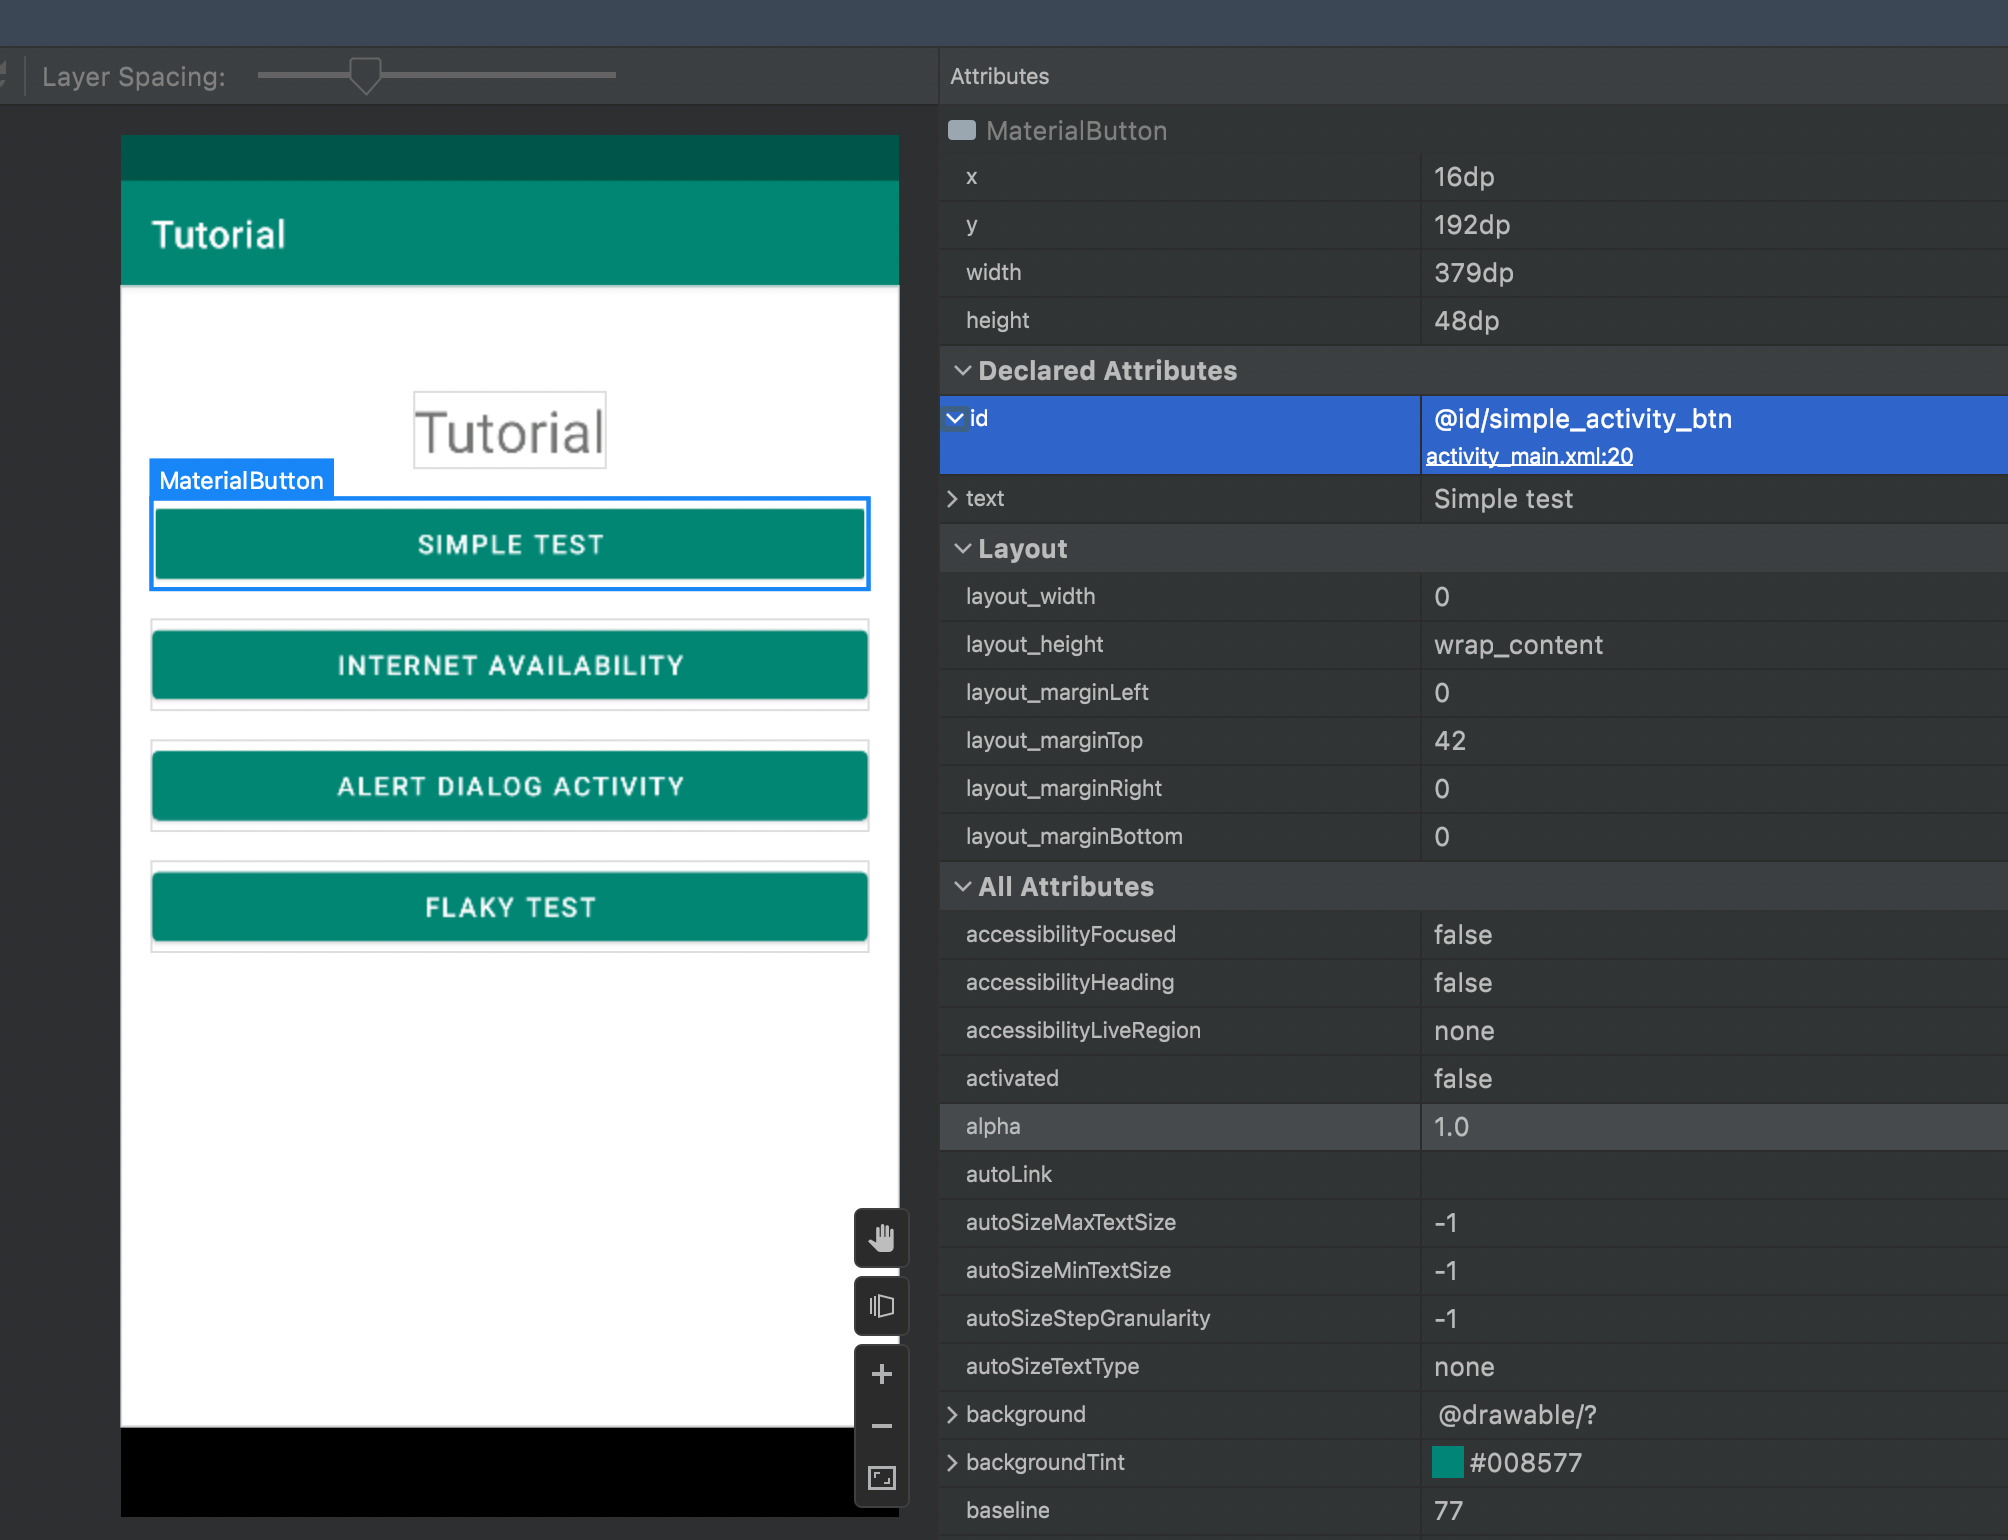 Layer Spacing:
Tutorial
Tutorial
MaterialButton
SIMPLE TEST
INTERNET AVAILABILITY
ALERT DIALOG ACTIVITY
FLAKY TEST
Attributes
MaterialButton
x 16dp
y 192dp
width 379dp
height 48dp
Declared Attributes
id @id/simple_activity_btn
activity_main.xml:20
text Simple test
Layout
layout_width 0
layout_height wrap_content
layout_marginLeft 0
layout_marginTop 42
layout_marginRight 0
layout_marginBottom 0
All Attributes
accessibilityFocused false
accessibilityHeading false
accessibilityLiveRegion none
activated false
alpha 1.0
autoLink
autoSizeMaxTextSize -1
autoSizeMinTextSize -1
autoSizeStepGranularity -1
autoSizeTextType none
background @drawable/?
backgroundTint #008577
baseline 77